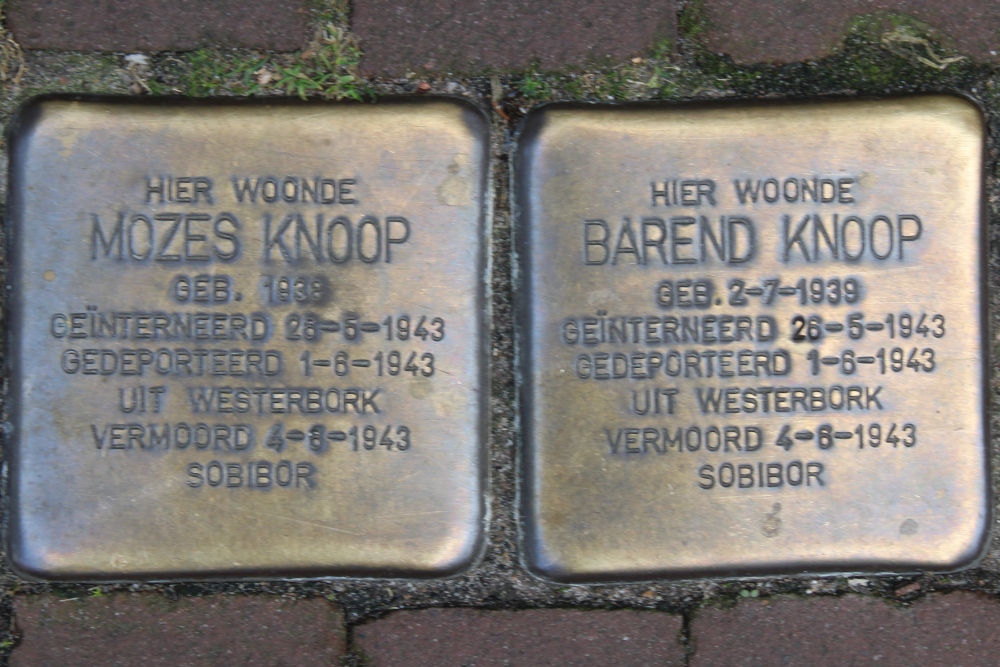 HIER WOONDE
MOZES KNOOP
GEB. 1938
GEÏNTERNEERD 26-5-1943
GEDEPORTEERD 1-6-1943
UIT WESTERBORK
VERMOORD 4-6-1943
SOBIBOR
HIER WOONDE
BAREND KNOOP
GEB. 2-7-1939
GEÏNTERNEERD 26-5-1943
GEDEPORTEERD 1-6-1943
UIT WESTERBORK
VERMOORD 4-6-1943
SOBIBOR